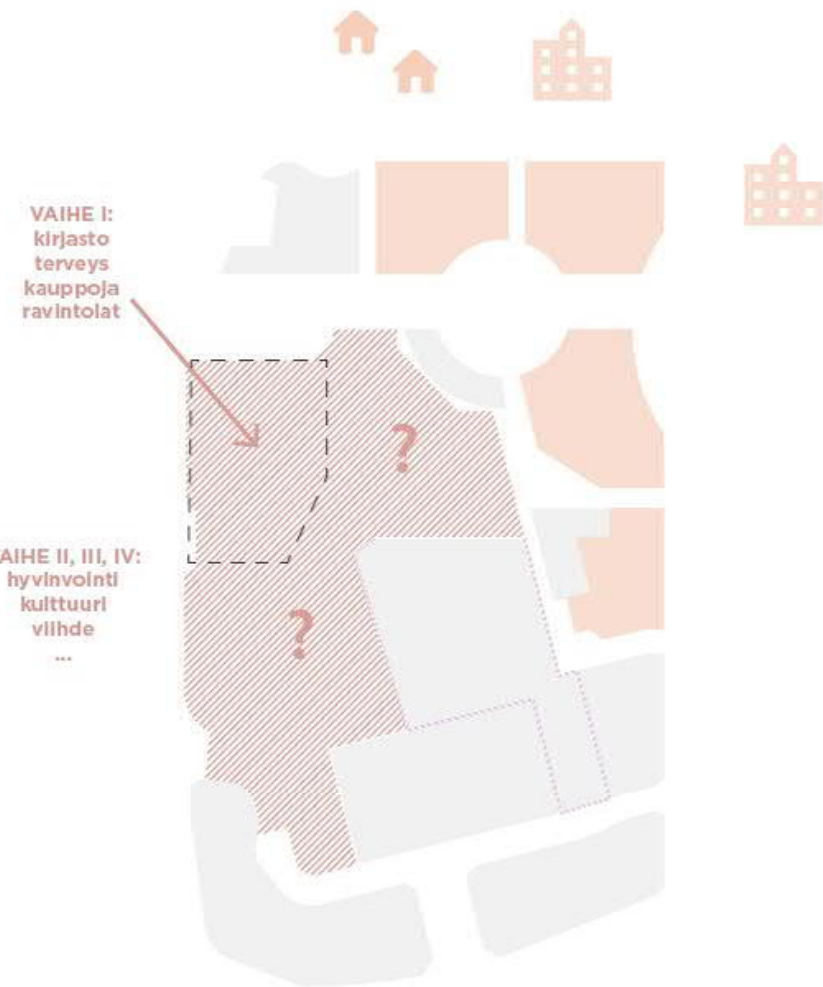 VAIHE I:
kirjasto
terveys
kauppoja
ravintolat
?
AIHE II, III, IV:
hyvinvointi
kulttuuri
viihde
...
?